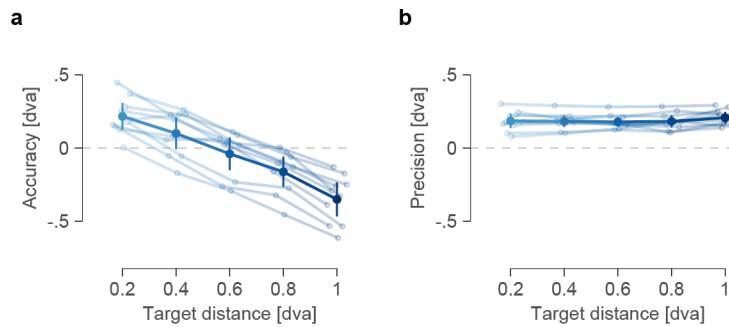 a
b
.5
0
-.5
Accuracy [dva]
0.2 0.4 0.6 0.8 1
Target distance [dva]
.5
0
-.5
Precision [dva]
0.2 0.4 0.6 0.8 1
Target distance [dva]